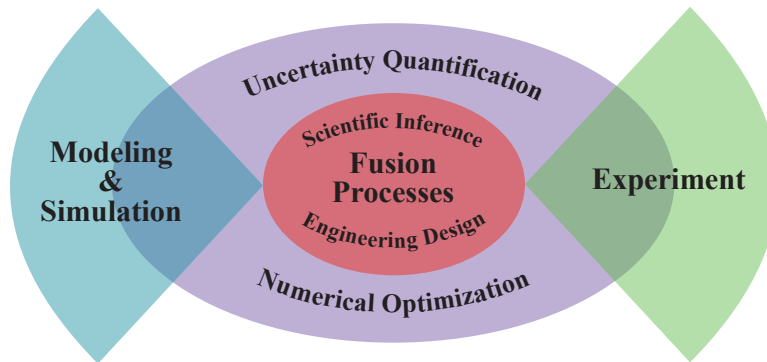 Uncertainty Quantification
Scientific Inference
Modeling
&
Simulation
Fusion
Processes
Experiment
Engineering Design
Numerical Optimization